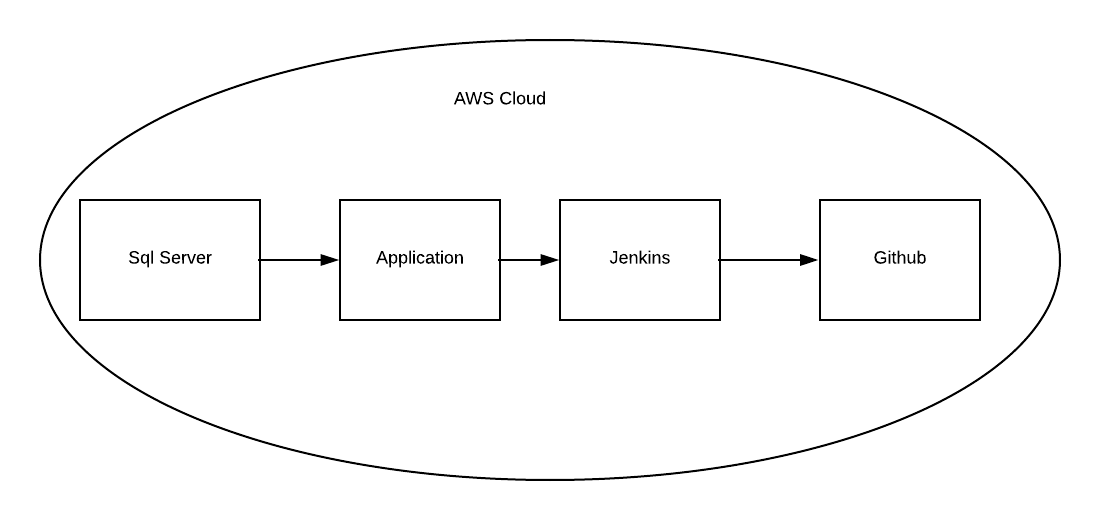 AWS Cloud
Sql Server
Application
Jenkins
Github